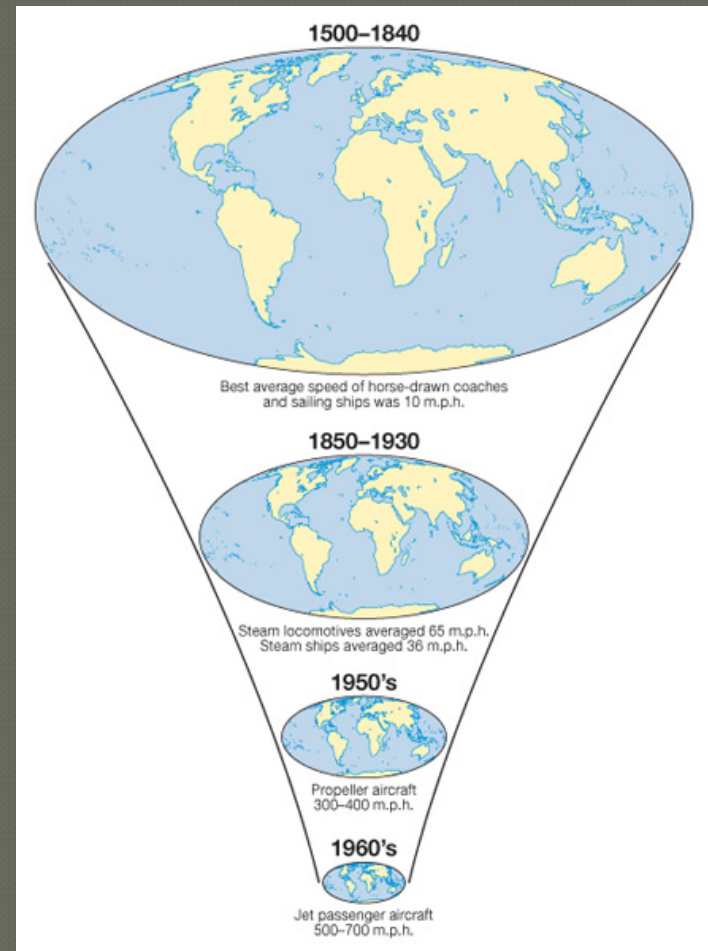 1500–1840
Best average speed of horse-drawn coaches
and sailing ships was 10 m.p.h.
1850–1930
Steam locomotives averaged 65 m.p.h.
Steam ships averaged 36 m.p.h.
1950's
Propeller aircraft
300–400 m.p.h.
1960's
Jet passenger aircraft
500–700 m.p.h.